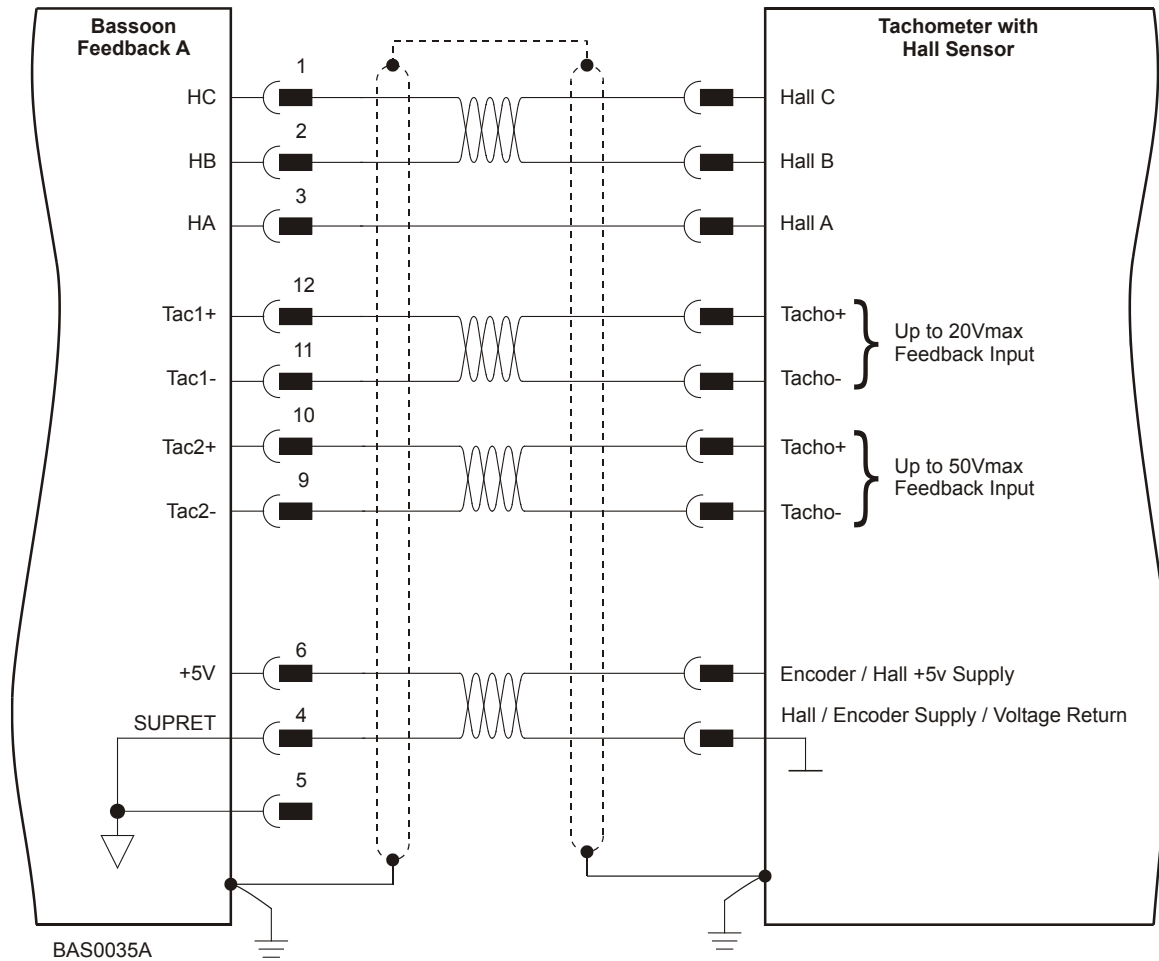 Bassoon
Feedback A
Tachometer with
Hall Sensor
1
HC
Hall C
2
HB
Hall B
3
HA
Hall A
12
Tac1+
Tacho+
Up to 20Vmax
Feedback Input
11
Tac1-
Tacho-
10
Tac2+
Tacho+
Up to 50Vmax
Feedback Input
9
Tac2-
Tacho-
6
+5V
Encoder / Hall +5v Supply
SUPRET
4
Hall / Encoder Supply / Voltage Return
5
BAS0035A